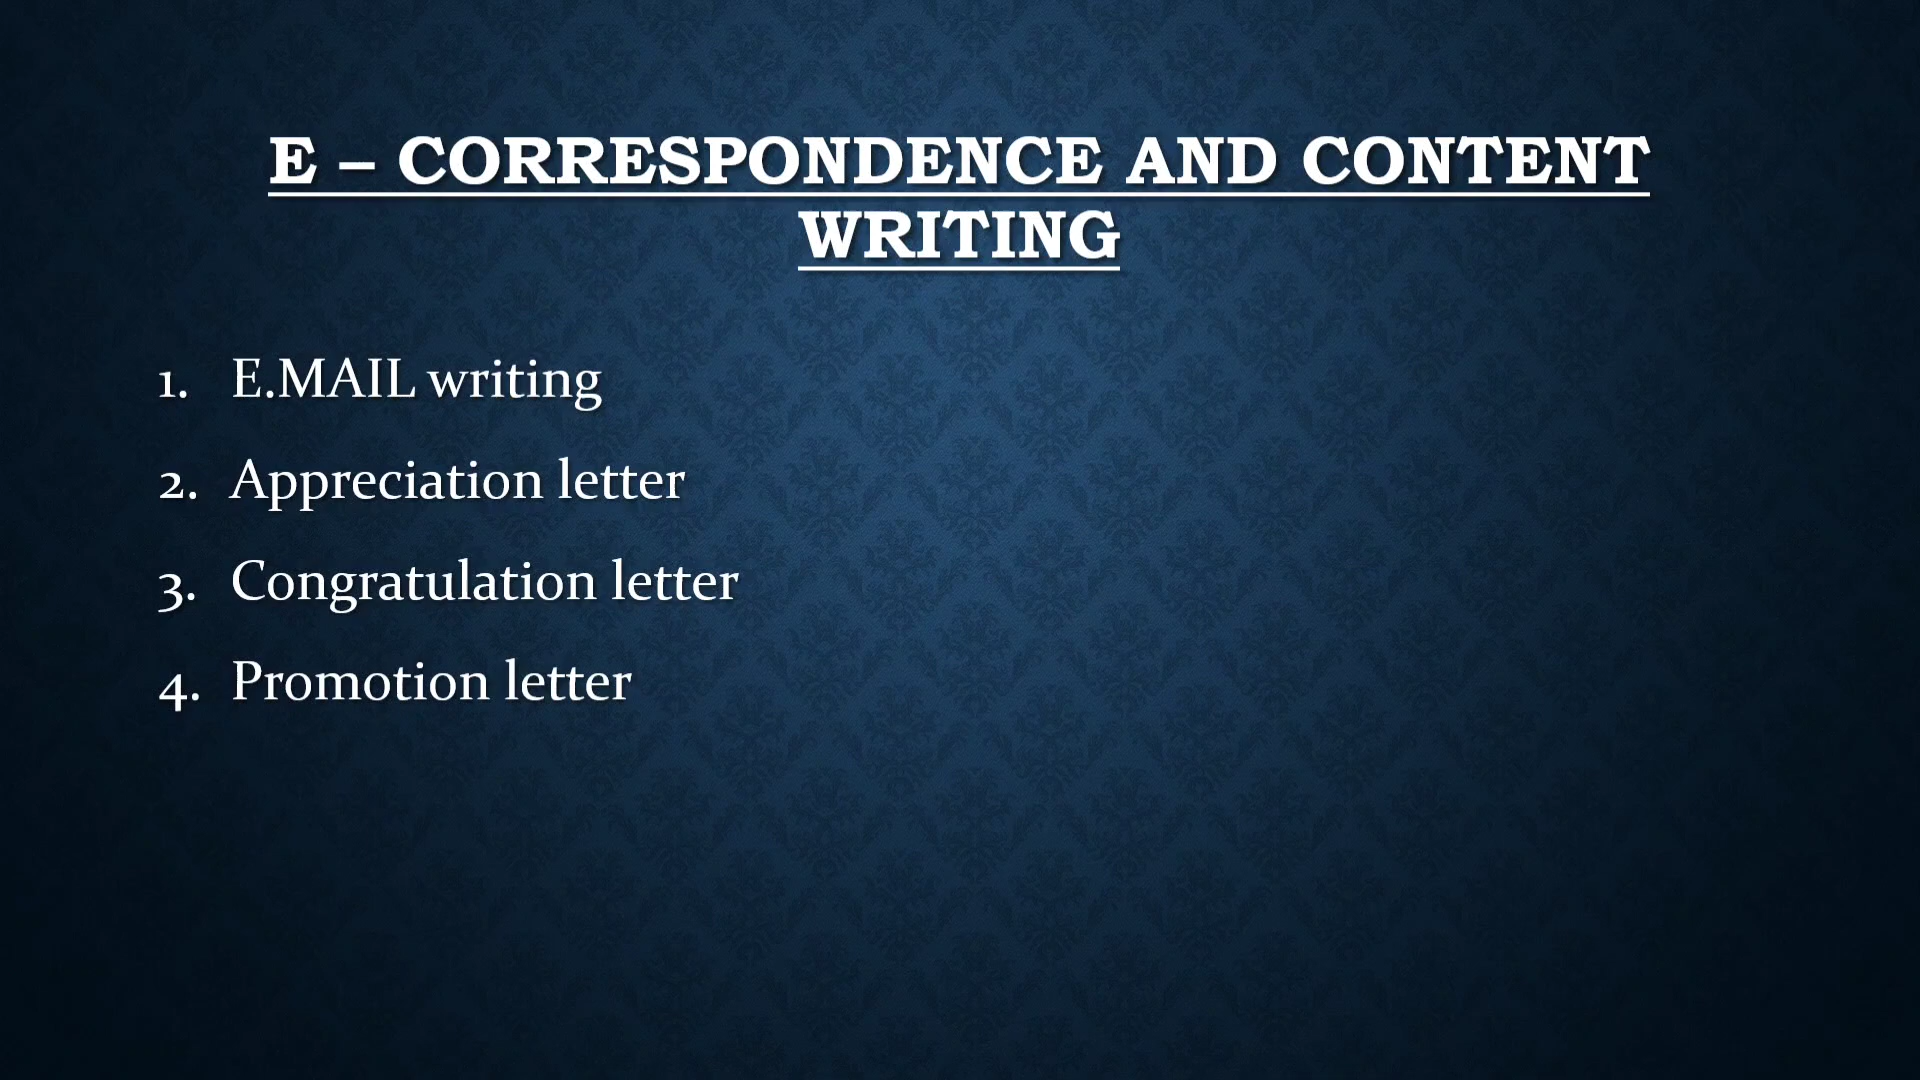 E – CORRESPONDENCE AND CONTENT
WRITING
1. E.MAIL writing
2. Appreciation letter
3. Congratulation letter
4. Promotion letter